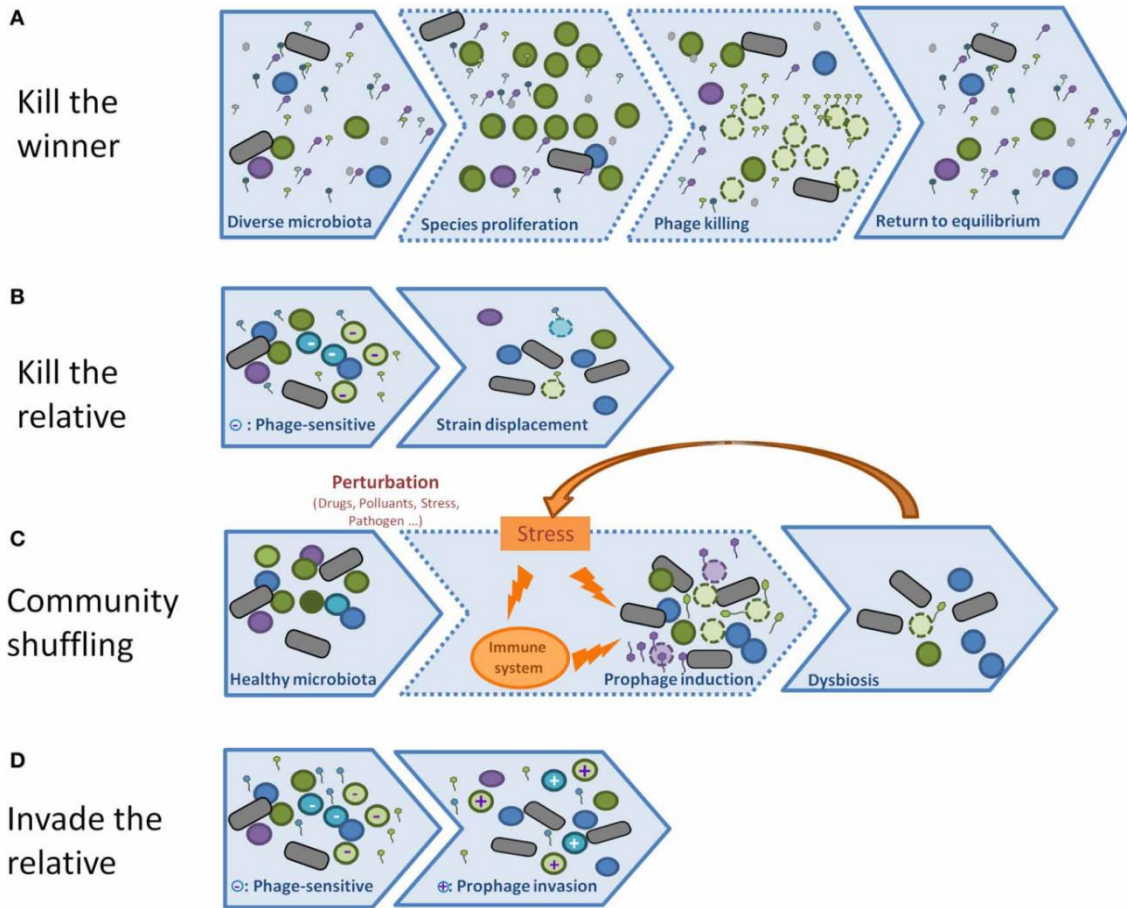 A
Kill the
winner
Diverse microbiota
Species proliferation
Phage killing
Return to equilibrium
B
Kill the
relative
- : Phage-sensitive
Strain displacement
Perturbation
(Drugs, Polluants, Stress,
Pathogen ...)
C
Community
shuffling
Stress
Immune
system
Healthy microbiota
Prophage induction
Dysbiosis
D
Invade the
relative
-: Phage-sensitive
+: Prophage invasion